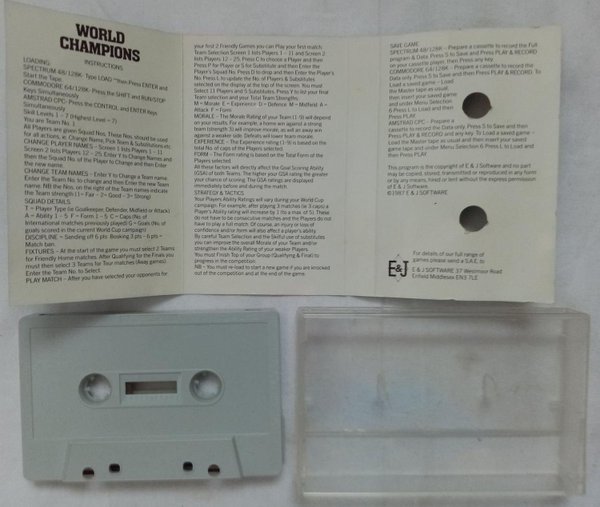 WORLD
CHAMPIONS
INSTRUCTIONS
LOADING
SPECTRUM 48/128K- Type LOAD "" then Press ENTER and
Start the Tape.
COMMODORE 64/128K- Press the SHIFT and RUN/STOP
Keys Simultaneously
AMSTRAD CPC- Press the CONTROL and ENTER Keys
Simultaneously
Skill Levels 1 – 7 (Highest Level = 7)
You are Team No. 1.
All Players are given Squad Nos. These Nos. should be used
for all actions, ie. Change Name, Pick Team & Substitutions etc.
CHANGE PLAYER NAMES – Screen 1 lists Players 1 – 11
and Screen 2 lists Players 12 – 25. Enter Y to Change Names and
then the Squad No. of the Player to Change and then Enter
the new name.
CHANGE TEAM NAMES – Enter Y to Change a Team name.
Enter the Team No. to change and then Enter the new Team
name. NB the Nos. on the right of the Team names indicate
the Team strength (1 = Fair – 2 = Good – 3 = Strong)
SQUAD DETAILS
T = Player Type (ie Goalkeeper, Defender, Midfield or Attack)
A = Ability 1 – 5 F = Form 1 – 5 C = Caps (No. of
International matches previously played) G = Goals (No. of
goals scored in the current World Cup campaign)
DISCIPLINE – Sending off 6 pts- Booking 3 pts – 6 pts =
Match ban.
FIXTURES – At the start of the game you must select 2 Teams
for Friendly Home matches. After Qualifying for the Finals you
must then select 3 Teams for Tour matches (Away games).
Enter the Team No. to Select.
PLAY MATCH – After you have selected your opponents for
your first 2 Friendly Games you can Play your first match.
Team Selection Screen 1 lists Players 1 – 11 and Screen 2
lists Players 12 – 25. Press C to choose a Player and then
Press P for Player or S for Substitute and then Enter the
Player's Squad No. Press D to drop and then Enter the Player's
No. Press L to update the No. of Players & Substitutes
selected on the display at the top of the screen. You must
Select 11 Players and 5 Substitutes. Press V to list your final
Team selection and your Total Team Strengths.
M = Morale E = Experience D = Defence M = Midfield A =
Attack F = Form.
MORALE – The Morale Rating of your Team (1-9) will depend
on your results. For example, a home win against a strong
team (strength 3) will improve morale, as well as away win
against a weaker side. Defeats will lower team morale.
EXPERIENCE – The Experience rating (1-9) is based on the
total No. of caps of the Players selected.
FORM – The Form rating is based on the total Form of the
Players selected.
All these factors will directly affect the Goal Scoring Ability
(GSA) of both Teams. The higher your GSA rating the greater
your chance of scoring. The GSA ratings are displayed
immediately before and during the match.
STRATEGY & TACTICS
Your Players Ability Ratings will vary during your World Cup
campaign. For example, after playing 3 matches (ie 3 caps) a
Player's Ability rating will increase by 1 (to a max. of 5). These
do not have to be consecutive matches and the Players do not
have to play a full match. Of course, an injury or loss of
confidence and/or form will also affect a player's ability.
By careful Team Selection and the skilful use of substitutes
you can improve the overall Morale of your Team and/or
strengthen the Ability Rating of your weaker Players.
You must Finish Top of your Group (Qualifying & Final) to
progress in the competition.
NB – You must re-load to start a new game if you are knocked
out of the competition and at the end of the game.
SAVE GAME
SPECTRUM 48/128K – Prepare a cassette to record the Full
program & Data. Press S to Save and then Press PLAY & RECORD
on your cassette player, then Press any key.
COMMODORE 64/128K – Prepare a cassette to record the
Data only. Press S to Save and then Press PLAY & RECORD. To
Load a saved game – Load the
Master tape as usual,
then insert your saved game
and under Menu Selection
6 Press L to Load and then
Press PLAY
AMSTRAD CPC – Prepare a
cassette to record the Data only. Press S to Save and then
Press PLAY & RECORD and any key. To Load a saved game –
Load the Master tape as usual and then insert your saved
game tape and under Menu Selection 6 Press L to Load and
then Press PLAY
This program is the copyright of E & J Software and no part
may be copied, stored, transmitted or reproduced in any form
or by any means, hired or lent without the express permission
of E & J Software.
©1987 E & J SOFTWARE
E&J
For details of our full range of
games please send a S.A.E. to
E & J SOFTWARE 37 Westmoor Road
Enfield Middlesex EN3 7LE